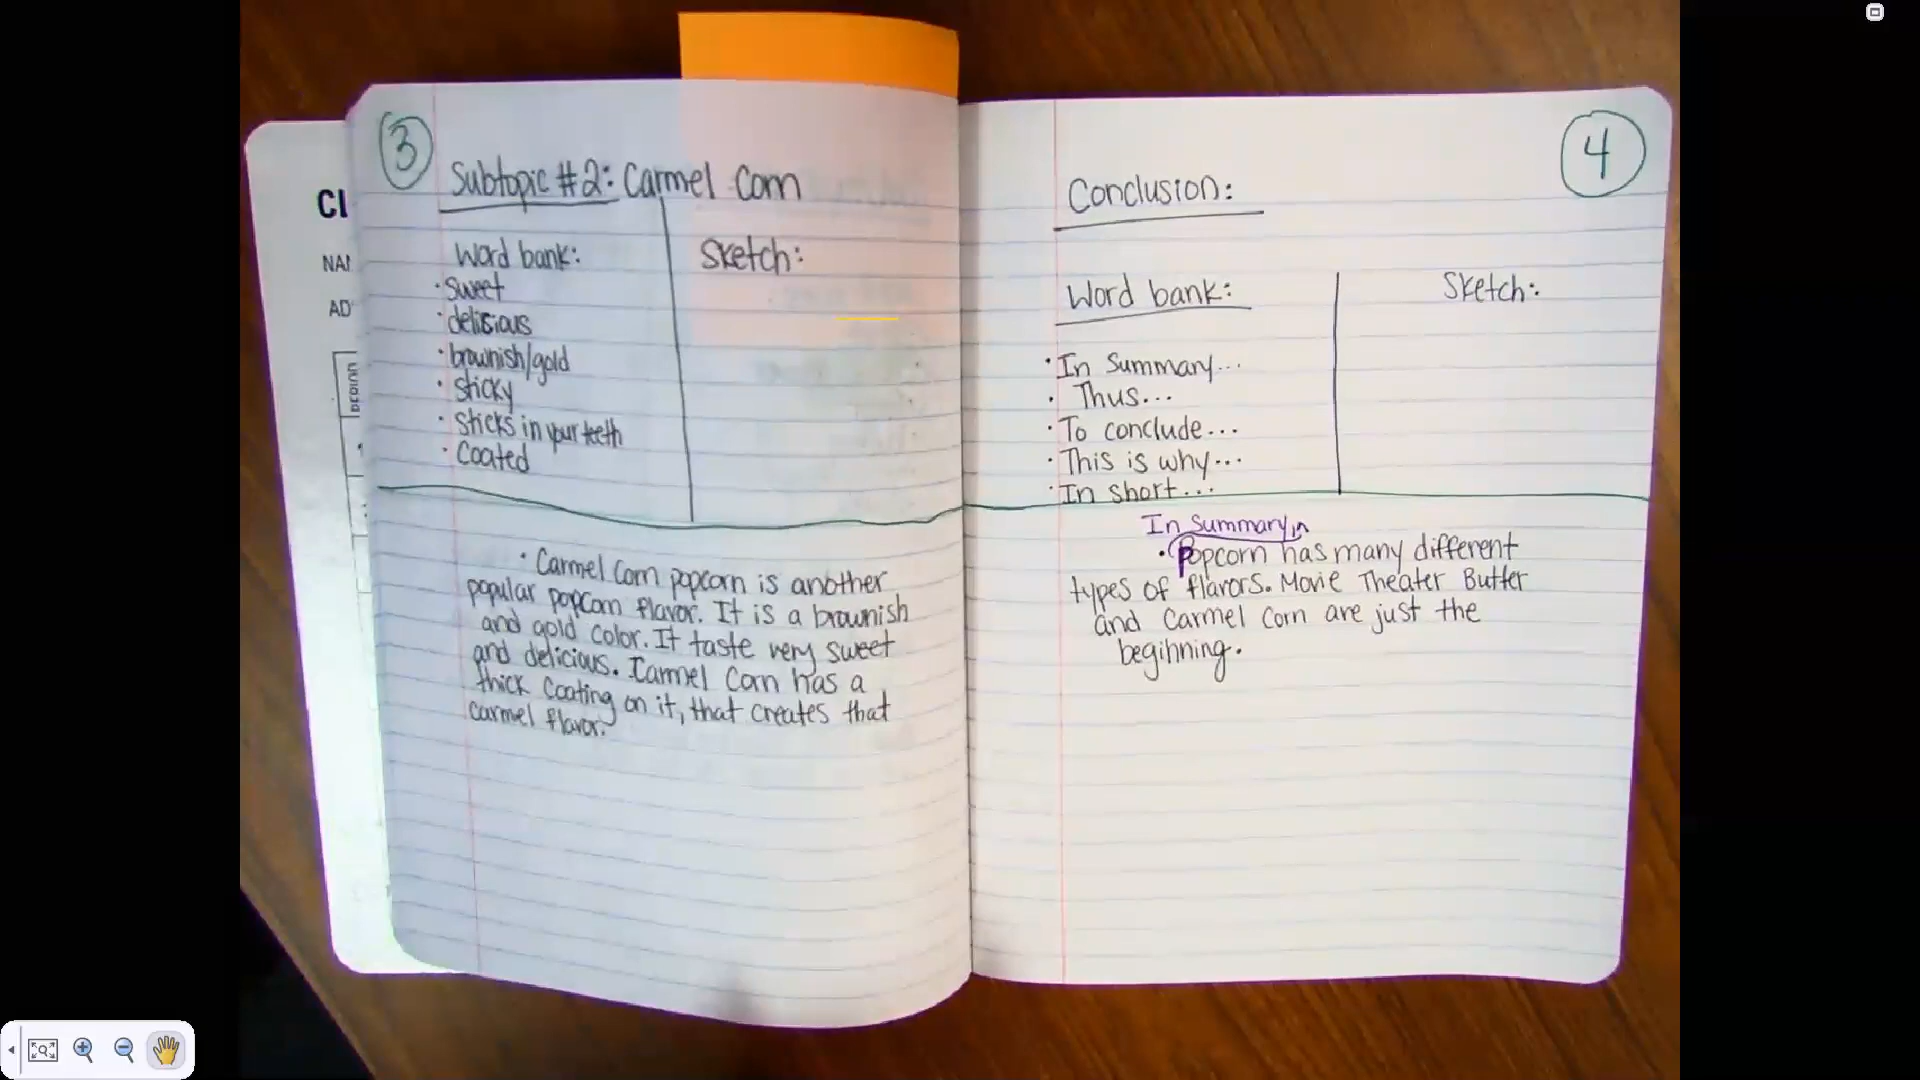 CI
NA
AD
3
Subtopic #2: Carmel Corn
Word bank:
· sweet
· delicious
· brownish/gold
· sticky
· sticks in your teeth
· Coated
Sketch:
· Carmel Corn popcorn is another
popular popcorn flavor. It is a brownish
and gold color. It taste very sweet
and delicious. Carmel Corn has a
thick coating on it, that creates that
carmel flavor.
4
Conclusion:
Word bank:
· In Summary...
· Thus...
· To conclude...
· This is why...
· In short...
Sketch:
In Summary,
· Popcorn has many different
types of flavors. Movie Theater Butter
and Carmel Corn are just the
beginning.